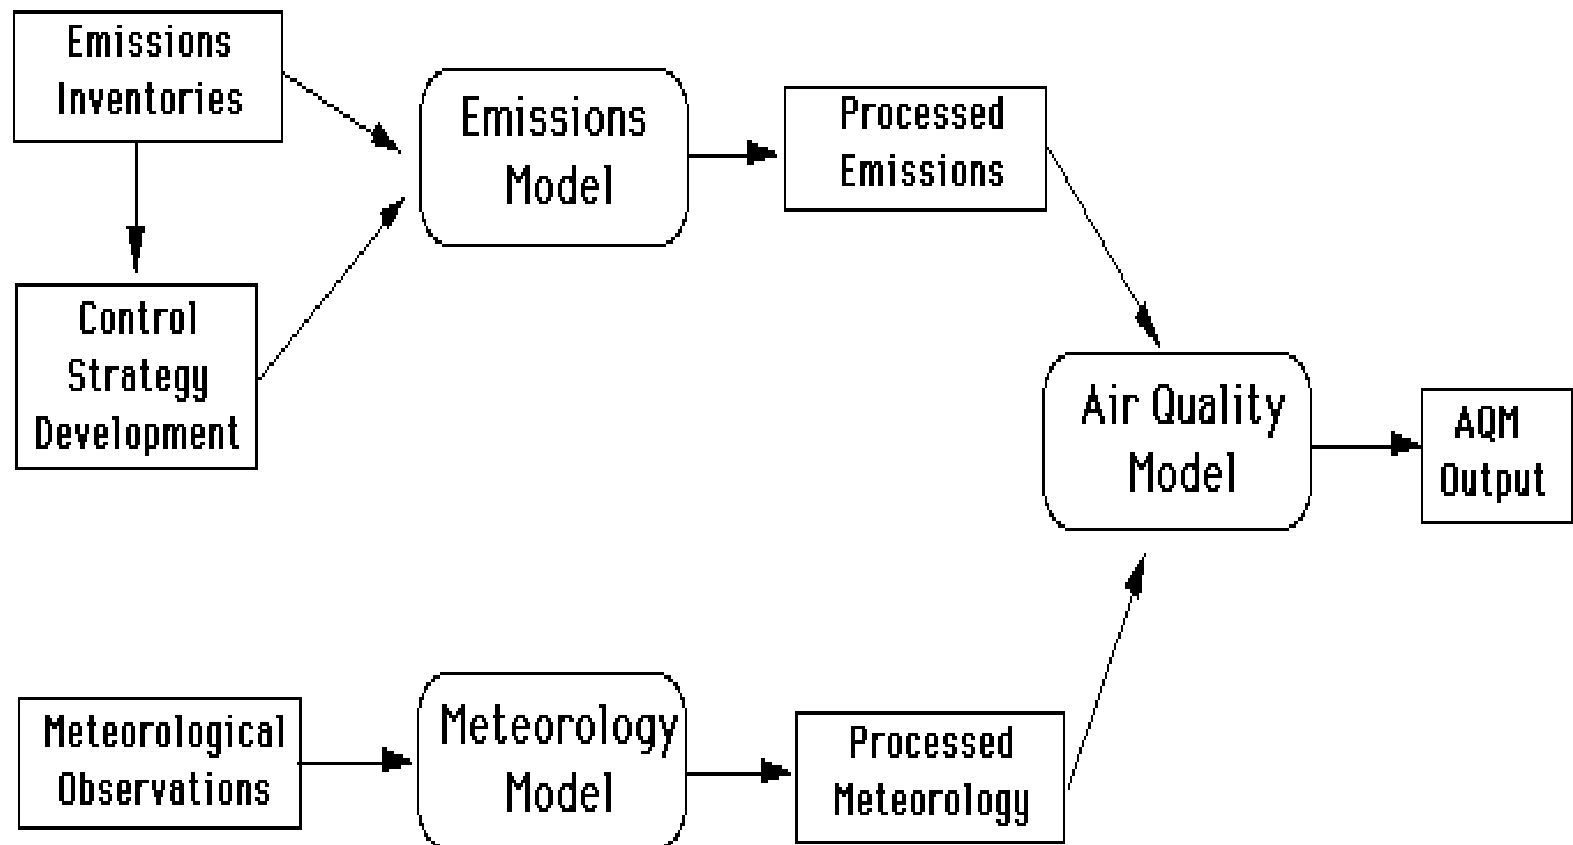 Emissions
Inventories
Emissions
Model
Processed
Emissions
Control
Strategy
Development
Air Quality
Model
AQM
Output
Meteorological
Observations
Meteorology
Model
Processed
Meteorology